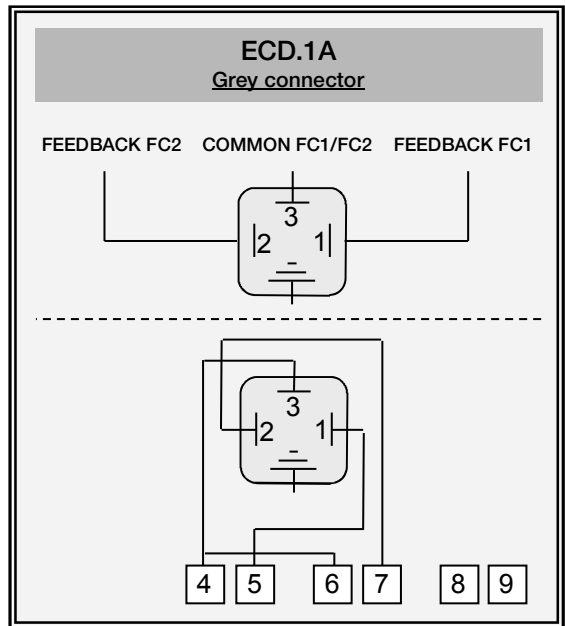 ECD.1A
Grey connector
FEEDBACK FC2 COMMON FC1/FC2 FEEDBACK FC1
3
2 1
3
2 1
4 5 6 7 8 9